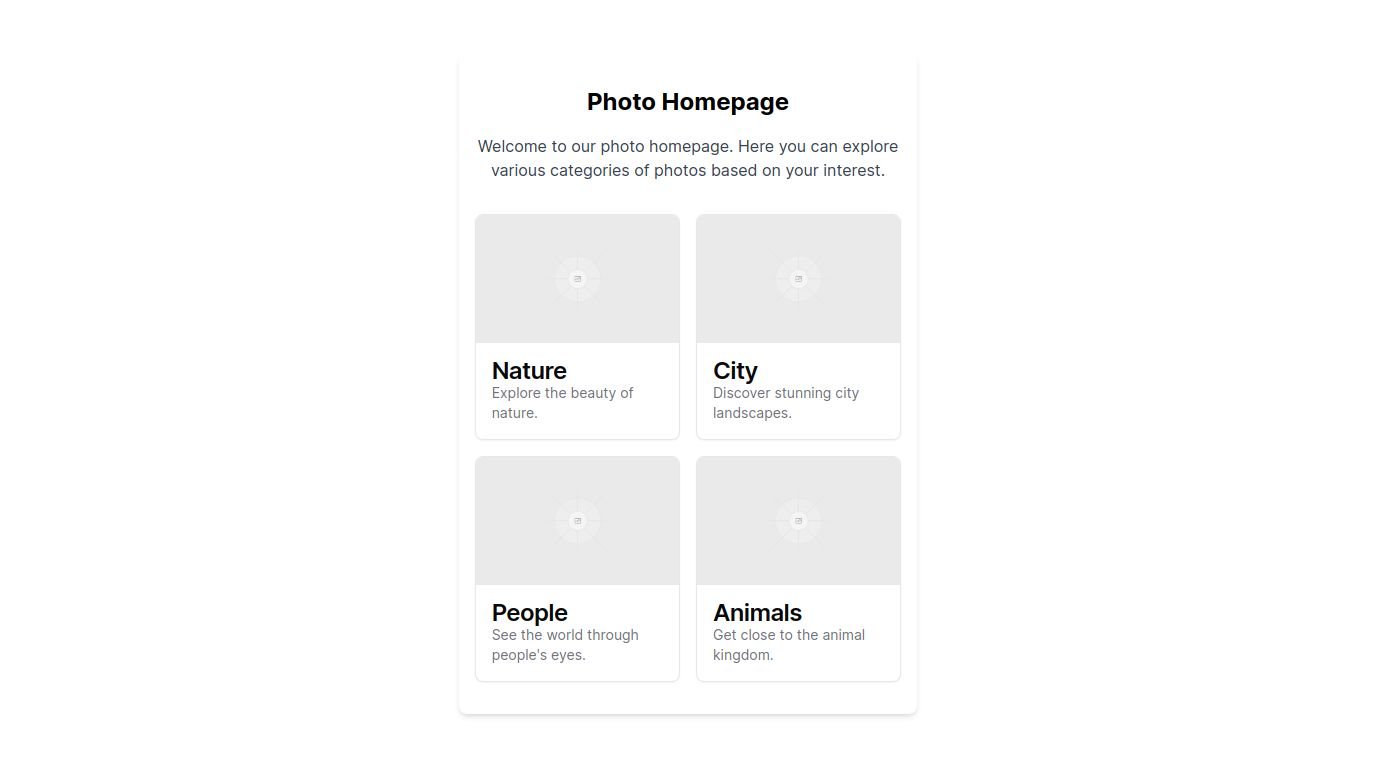 Photo Homepage
Welcome to our photo homepage. Here you can explore
various categories of photos based on your interest.
Nature
Explore the beauty of
nature.
City
Discover stunning city
landscapes.
People
See the world through
people's eyes.
Animals
Get close to the animal
kingdom.